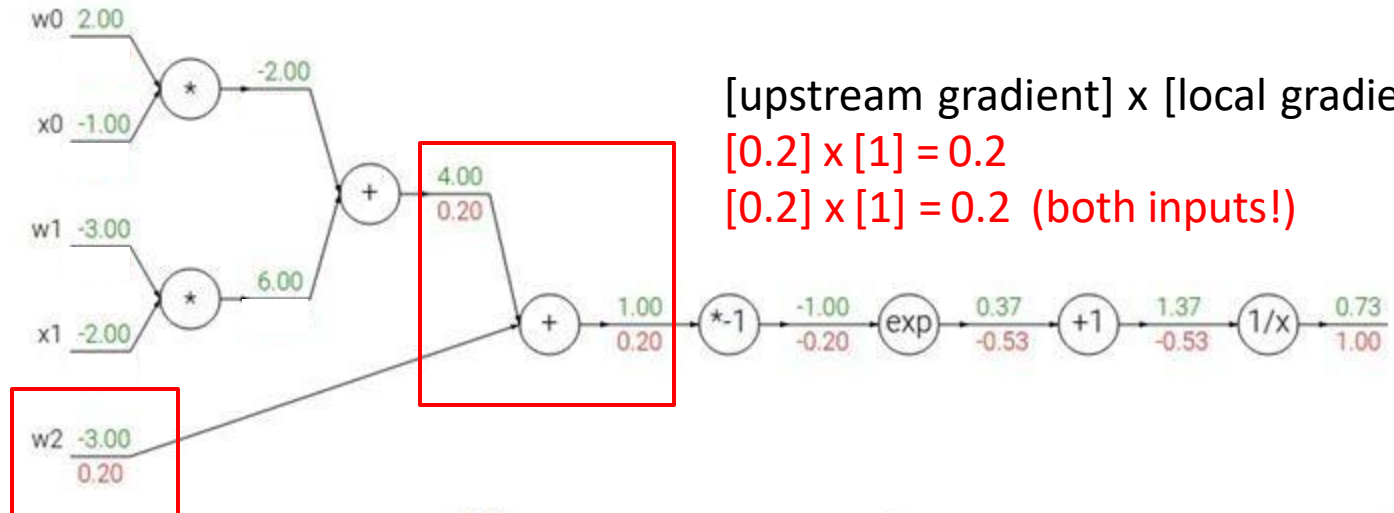 w0 2.00
*
-2.00
x0 -1.00
[upstream gradient] x [local gradie
[0.2] x [1] = 0.2
[0.2] x [1] = 0.2 (both inputs!)
+
4.00
0.20
w1 -3.00
*
6.00
x1 -2.00
+
1.00
0.20
*-1
-1.00
-0.20
exp
0.37
-0.53
+1
1.37
-0.53
1/x
0.73
1.00
w2 -3.00
0.20